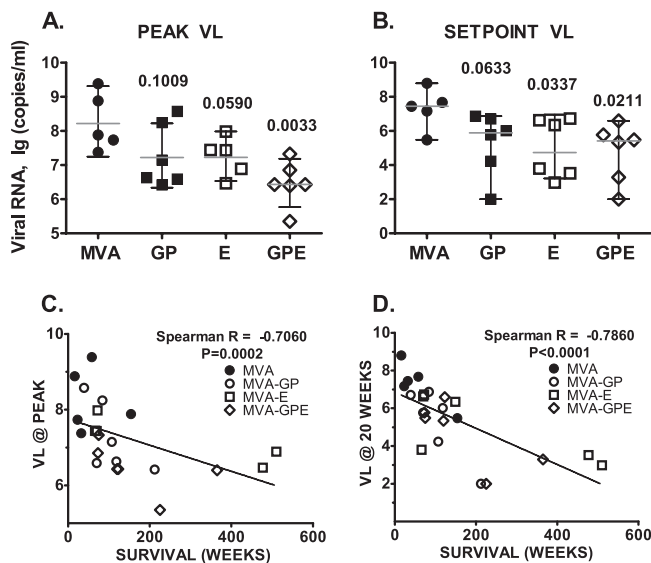 A.
PEAK VL
Viral RNA, lg (copies/ml)
10
9
8
7
6
5
0.1009
0.0590
0.0033
MVA
GP
E
GPE
B.
SETPOINT VL
10
8
6
4
2
0
0.0633
0.0337
0.0211
MVA
GP
E
GPE
C.
Spearman R = -0.7060
P=0.0002
MVA
MVA-GP
MVA-E
MVA-GPE
VL @ PEAK
10
8
6
0
200
400
600
SURVIVAL (WEEKS)
D.
Spearman R = -0.7860
P<0.0001
MVA
MVA-GP
MVA-E
MVA-GPE
VL @ 20 WEEKS
10
8
6
4
2
0
200
400
600
SURVIVAL (WEEKS)